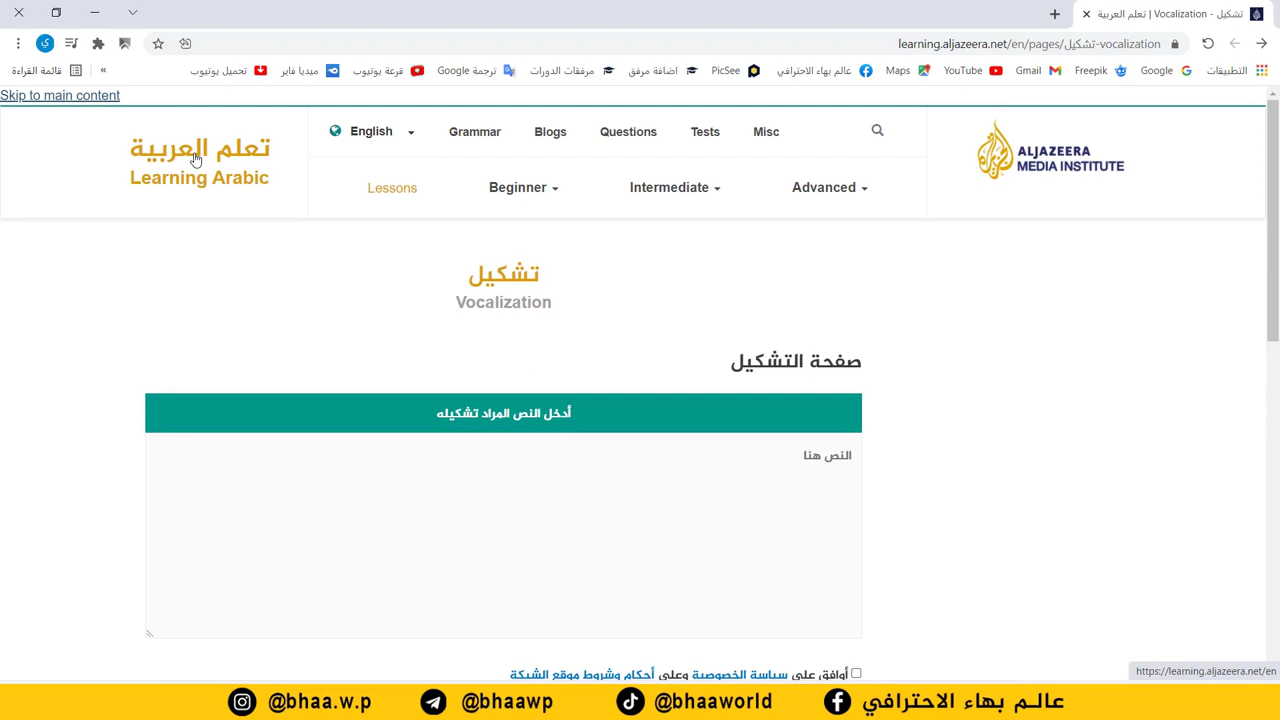 تشكيل - Vocalization | تعلم العربية
learning.aljazeera.net/en/pages/تشكيل-vocalization
التطبيقات
Google
Freepik
Gmail
YouTube
Maps
عالم بهاء الاحترافي
PicSee
اضافة مرفق
مرفقات الدورات
ترجمة Google
قرعة يوتيوب
ميديا فاير
تحميل يوتيوب
»
قائمة القراءة
Skip to main content
تعلم العربية
Learning Arabic
English
Grammar
Blogs
Questions
Tests
Misc
Lessons
Beginner
Intermediate
Advanced
ALJAZEERA
MEDIA INSTITUTE
تشكيل
Vocalization
صفحة التشكيل
أدخل النص المراد تشكيله
النص هنا
أوافق على سياسة الخصوصية وعلى أحكام وشروط موقع الشبكة
https://learning.aljazeera.net/en
@bhaa.w.p
@bhaawp
@bhaaworld
عالم بهاء الاحترافي